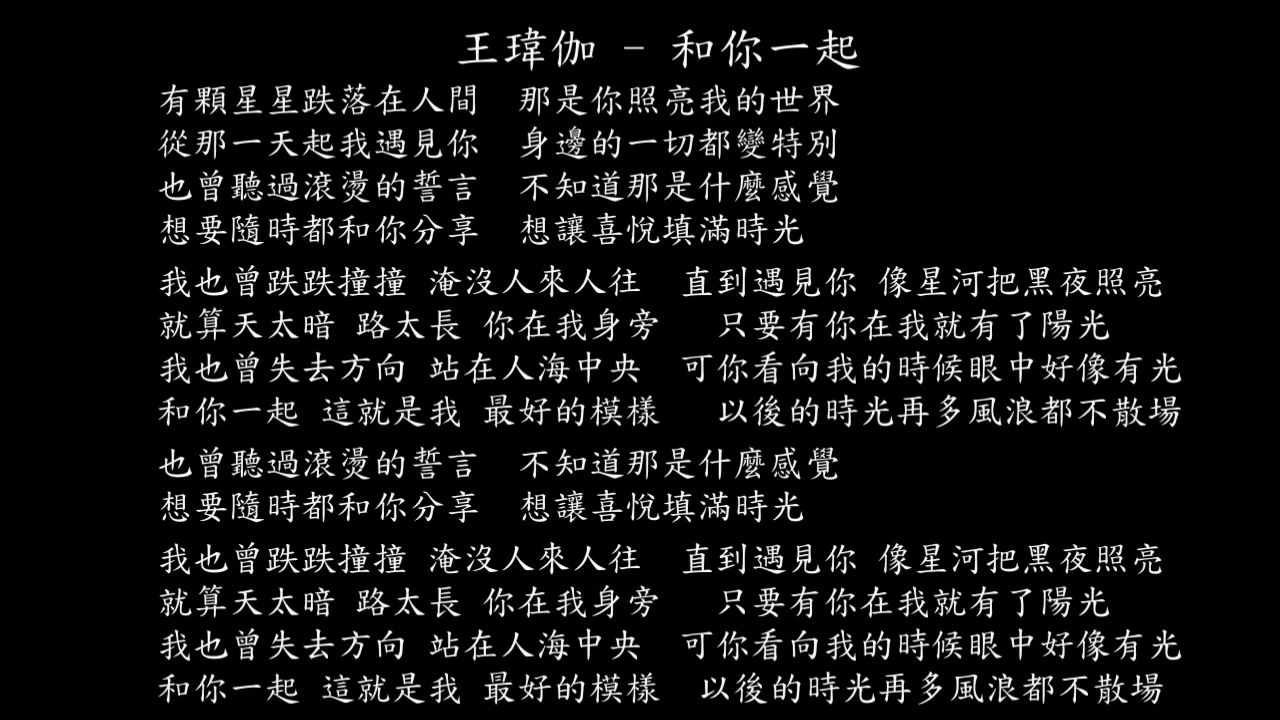 王瑋伽 - 和你一起
有顆星星跌落在人間　那是你照亮我的世界
從那一天起我遇見你　身邊的一切都變特別
也曾聽過滾燙的誓言　不知道那是什麼感覺
想要隨時都和你分享　想讓喜悅填滿時光
我也曾跌跌撞撞 淹沒人來人往　直到遇見你 像星河把黑夜照亮
就算天太暗 路太長 你在我身旁　 只要有你在我就有了陽光
我也曾失去方向 站在人海中央　可你看向我的時候眼中好像有光
和你一起 這就是我 最好的模樣　 以後的時光再多風浪都不散場
也曾聽過滾燙的誓言　不知道那是什麼感覺
想要隨時都和你分享　想讓喜悅填滿時光
我也曾跌跌撞撞 淹沒人來人往　直到遇見你 像星河把黑夜照亮
就算天太暗 路太長 你在我身旁　 只要有你在我就有了陽光
我也曾失去方向 站在人海中央　可你看向我的時候眼中好像有光
和你一起 這就是我 最好的模樣　以後的時光再多風浪都不散場